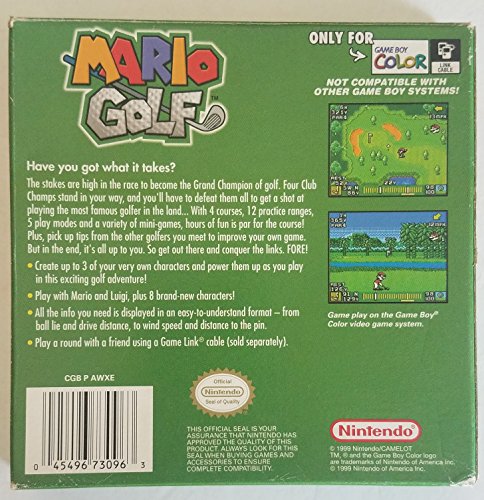 MARIO
GOLF™
ONLY FOR
GAME BOY
COLOR
LINK
CABLE
NOT COMPATIBLE WITH
OTHER GAME BOY SYSTEMS!
Have you got what it takes?
The stakes are high in the race to become the Grand Champion of golf. Four Club
Champs stand in your way, and you'll have to defeat them all to get a shot at
playing the most famous golfer in the land... With 4 courses, 12 practice ranges,
5 play modes and a variety of mini-games, hours of fun is par for the course!
Plus, pick up tips from the other golfers you meet to improve your own game.
But in the end, it's all up to you. So get out there and conquer the links. FORE!
• Create up to 3 of your very own characters and power them up as you play
in this exciting golf adventure!
• Play with Mario and Luigi, plus 8 brand-new characters!
• All the info you need is displayed in an easy-to-understand format – from
ball lie and drive distance, to wind speed and distance to the pin.
• Play a round with a friend using a Game Link® cable (sold separately).
321Y
PAR4
365Y
PAR4
Game play on the Game Boy®
Color video game system.
CGB P AWXE
0 45496 73096 3
Official
Nintendo
Seal of Quality
THIS OFFICIAL SEAL IS YOUR
ASSURANCE THAT NINTENDO HAS
APPROVED THE QUALITY OF THIS
PRODUCT. ALWAYS LOOK FOR THIS
SEAL WHEN BUYING GAMES AND
ACCESSORIES TO ENSURE
COMPLETE COMPATIBILITY.
Nintendo®
© 1999 Nintendo/CAMELOT
TM, ® and the Game Boy Color logo
are trademarks of Nintendo of America Inc.
© 1999 Nintendo of America Inc.